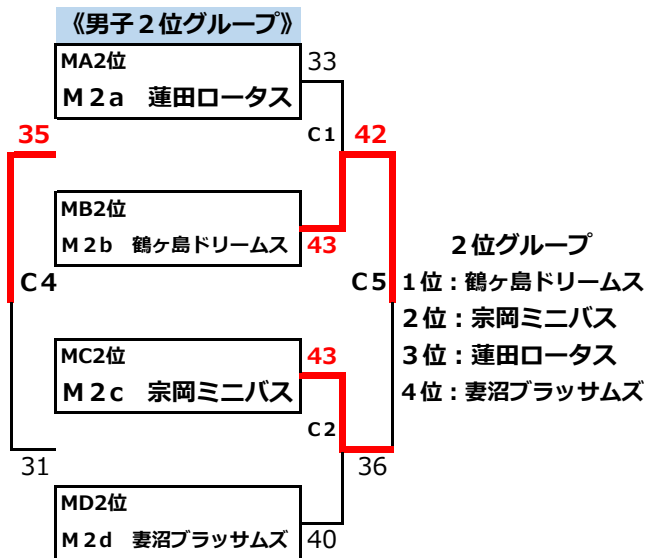 《男子２位グループ》
MA2位
33
Ｍ２a　蓮田ロータス
35
C1
42
MB2位
Ｍ２b　鶴ヶ島ドリームス
43
２位グループ
C4
C5
１位：鶴ヶ島ドリームス
２位：宗岡ミニバス
MC2位
43
３位：蓮田ロータス
Ｍ２c　宗岡ミニバス
４位：妻沼ブラッサムズ
C2
31
36
MD2位
Ｍ２d　妻沼ブラッサムズ
40